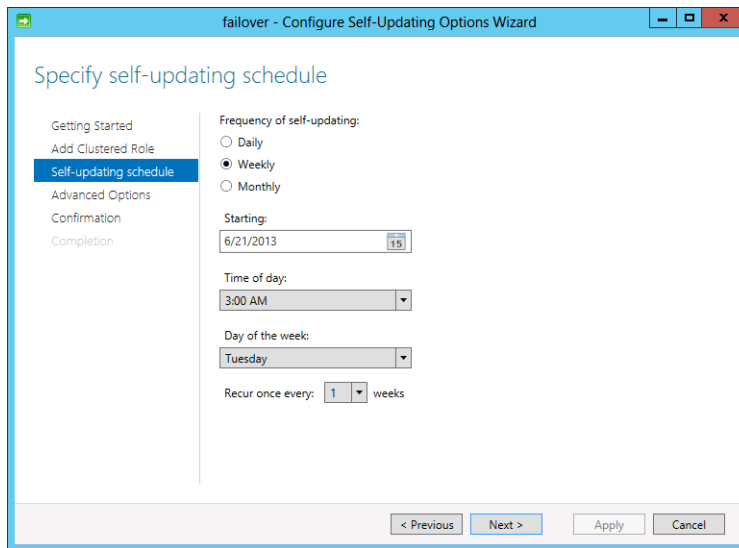 failover - Configure Self-Updating Options Wizard
Specify self-updating schedule
Getting Started
Add Clustered Role
Self-updating schedule
Advanced Options
Confirmation
Completion
Frequency of self-updating:
Daily
Weekly
Monthly
Starting:
6/21/2013
15
Time of day:
3:00 AM
Day of the week:
Tuesday
Recur once every: 1 weeks
< Previous Next > Apply Cancel